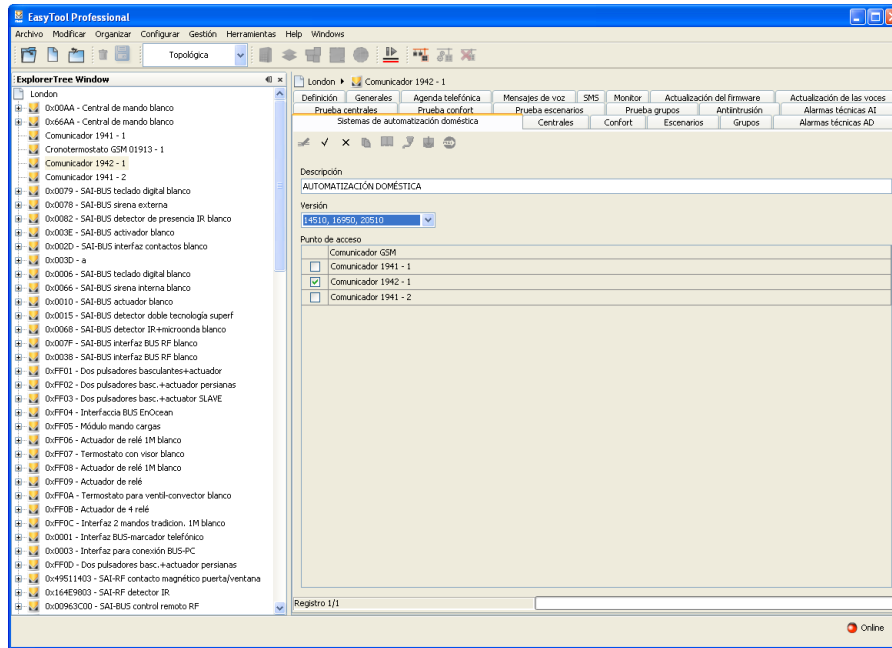 EasyTool Professional
Archivo Modificar Organizar Configurar Gestión Herramientas Help Windows
Topológica
ExplorerTree Window
London
0x00AA - Central de mando blanco
0x66AA - Central de mando blanco
Comunicador 1941 - 1
Cronotermostato GSM 01913 - 1
Comunicador 1942 - 1
Comunicador 1941 - 2
0x0079 - SAI-BUS teclado digital blanco
0x0078 - SAI-BUS sirena externa
0x0082 - SAI-BUS detector de presencia IR blanco
0x003E - SAI-BUS activador blanco
0x002D - SAI-BUS interfaz contactos blanco
0x003D - a
0x0006 - SAI-BUS teclado digital blanco
0x0066 - SAI-BUS sirena interna blanco
0x0010 - SAI-BUS actuador blanco
0x0015 - SAI-BUS detector doble tecnología superf
0x0068 - SAI-BUS detector IR+microonda blanco
0x007F - SAI-BUS interfaz BUS RF blanco
0x0038 - SAI-BUS interfaz BUS RF blanco
0xFF01 - Dos pulsadores basculantes+actuador
0xFF02 - Dos pulsadores basc.+actuador persianas
0xFF03 - Dos pulsadores basc.+actuator SLAVE
0xFF04 - Interfaccia BUS EnOcean
0xFF05 - Módulo mando cargas
0xFF06 - Actuador de relé 1M blanco
0xFF07 - Termostato con visor blanco
0xFF08 - Actuador de relé 1M blanco
0xFF09 - Actuador de relé
0xFF0A - Termostato para ventil-convector blanco
0xFF0B - Actuador de 4 relé
0xFF0C - Interfaz 2 mandos tradicion. 1M blanco
0x0001 - Interfaz BUS-marcador telefónico
0x0003 - Interfaz para conexión BUS-PC
0xFF0D - Dos pulsadores basc.+actuador persianas
0x49511403 - SAI-RF contacto magnético puerta/ventana
0x164E9803 - SAI-RF detector IR
0x00963C00 - SAI-BUS control remoto RF
London Comunicador 1942 - 1
Definición Generales Agenda telefónica Mensajes de voz SMS Monitor Actualización del firmware Actualización de las voces
Prueba centrales Prueba confort Prueba escenarios Prueba grupos Antiintrusión Alarmas técnicas AI
Sistemas de automatización doméstica Centrales Confort Escenarios Grupos Alarmas técnicas AD
Descripción
AUTOMATIZACIÓN DOMÉSTICA
Versión
14510, 16950, 20510
Punto de acceso
Comunicador GSM
Comunicador 1941 - 1
Comunicador 1942 - 1
Comunicador 1941 - 2
Registro 1/1
Online